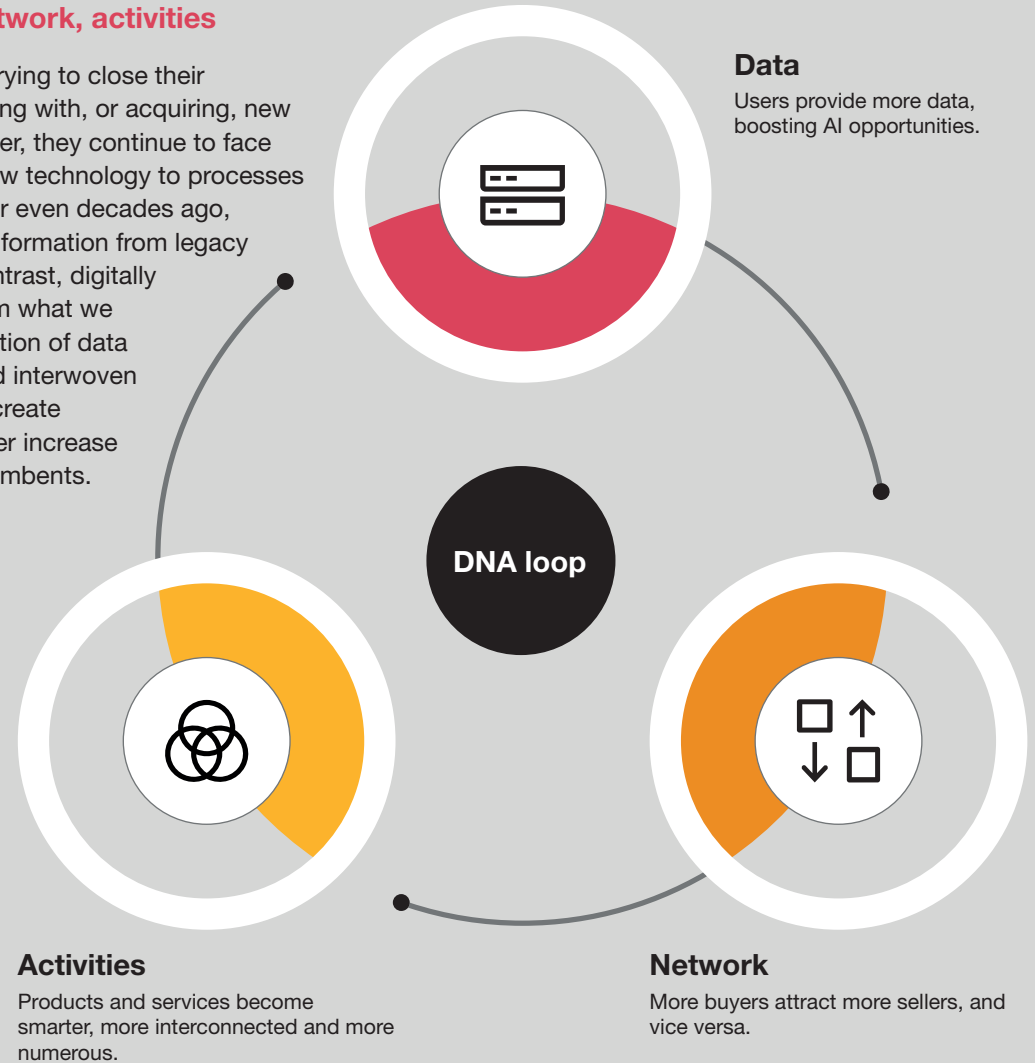 twork, activities
rying to close their
ng with, or acquiring, new
er, they continue to face
w technology to processes
r even decades ago,
formation from legacy
ntrast, digitally
m what we
tion of data
d interwoven
create
er increase
mbents.
Data
Users provide more data,
boosting AI opportunities.
DNA loop
Activities
Products and services become
smarter, more interconnected and more
numerous.
Network
More buyers attract more sellers, and
vice versa.